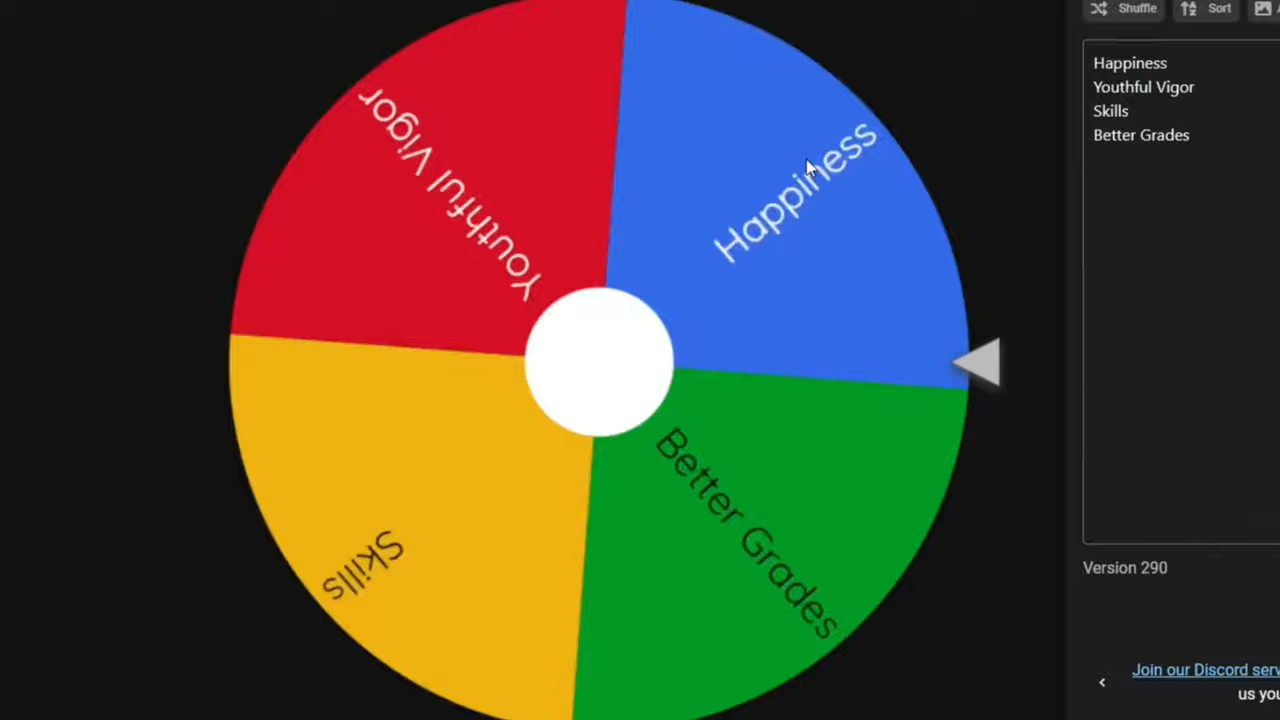 Shuffle
Sort
Happiness
Youthful Vigor
Skills
Better Grades
Youthful Vigor
Happiness
Skills
Better Grades
Version 290
Join our Discord serv
us you